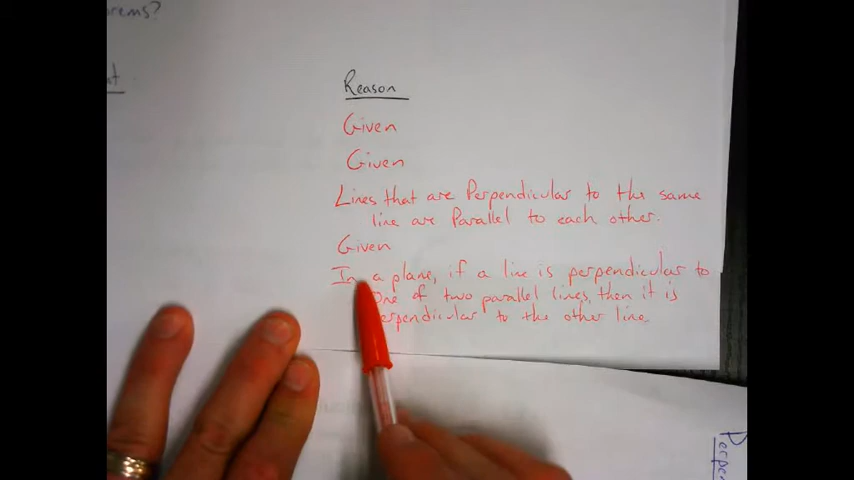 Reason
Given
Given
Lines that are Perpendicular to the same
line are Parallel to each other.
Given
In a plane, if a line is perpendicular to
One of two parallel lines, then it is
erpendicular to the other line.